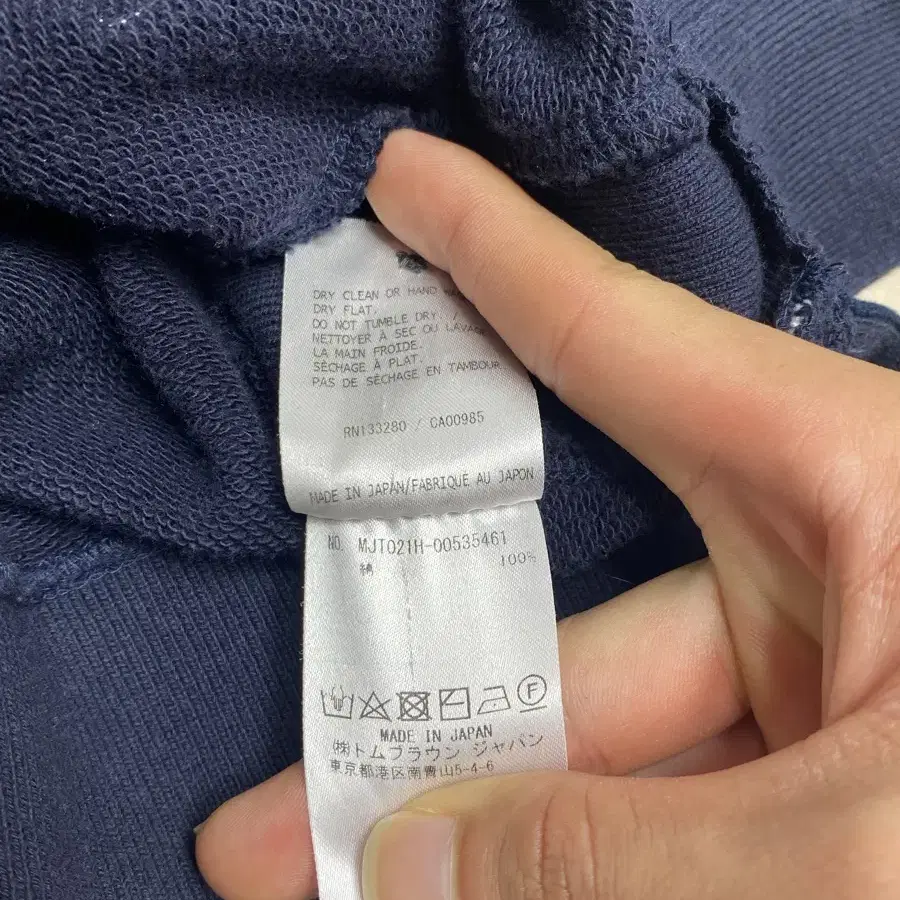 DRY CLEAN OR HAND
DRY FLAT.
DO NOT TUMBLE DRY. /
NETTOYER À SEC OU LAVAGE
LA MAIN FROIDE.
SÉCHAGE À PLAT.
PAS DE SÉCHAGE EN TAMBOUR
RN133280 / CA00985
MADE IN JAPAN/FABRIQUÉ AU JAPON
NO. MJT021H-00535461
綿 100%
F
MADE IN JAPAN
㈱トムブラウン ジャパン
東京都港区南青山5-4-6